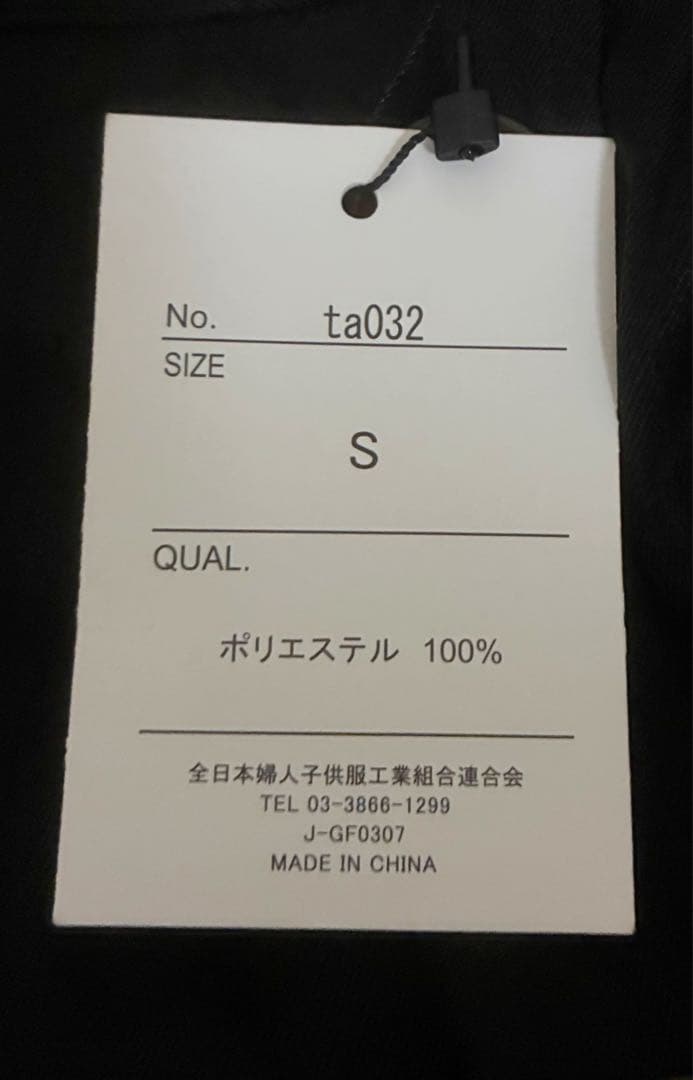 No. ta032
SIZE
S
QUAL.
ポリエステル 100%
全日本婦人子供服工業組合連合会
TEL 03-3866-1299
J-GF0307
MADE IN CHINA